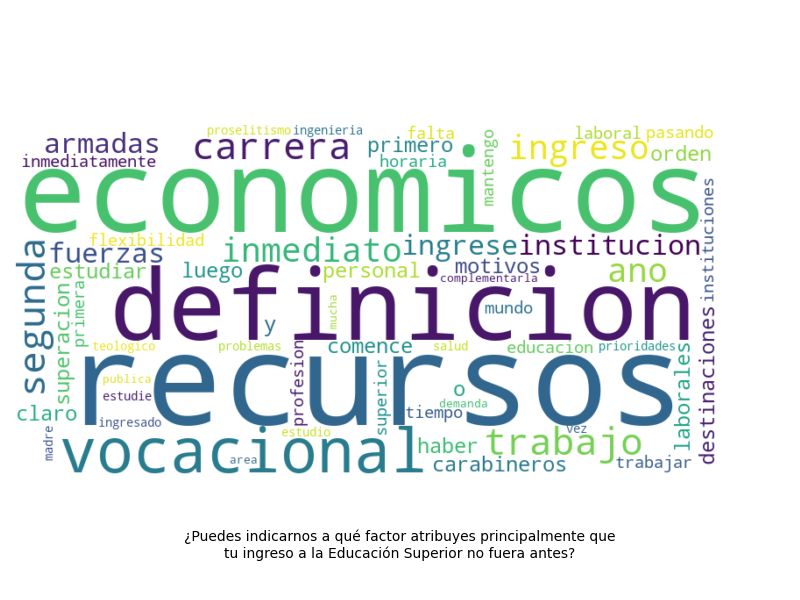 proselitismo ingenieria
armadas carrera primero falta mantengo ingreso laboral pasando
inmediatamente horaria orden
economicos
flexibilidad
fuerzas inmediato ingrese institucion instituciones
segunda estudiar luego personal motivos ano
complementarla
definicion
superacion primera y mucha mundo
teologico problemas comence salud educacion prioridades
recursos
publica profesion superior laborales destinaciones
estudie o
claro ingresado tiempo demanda
madre vocacional estudio haber trabajo vez
area carabineros trabajar
¿Puedes indicarnos a qué factor atribuyes principalmente que
tu ingreso a la Educación Superior no fuera antes?